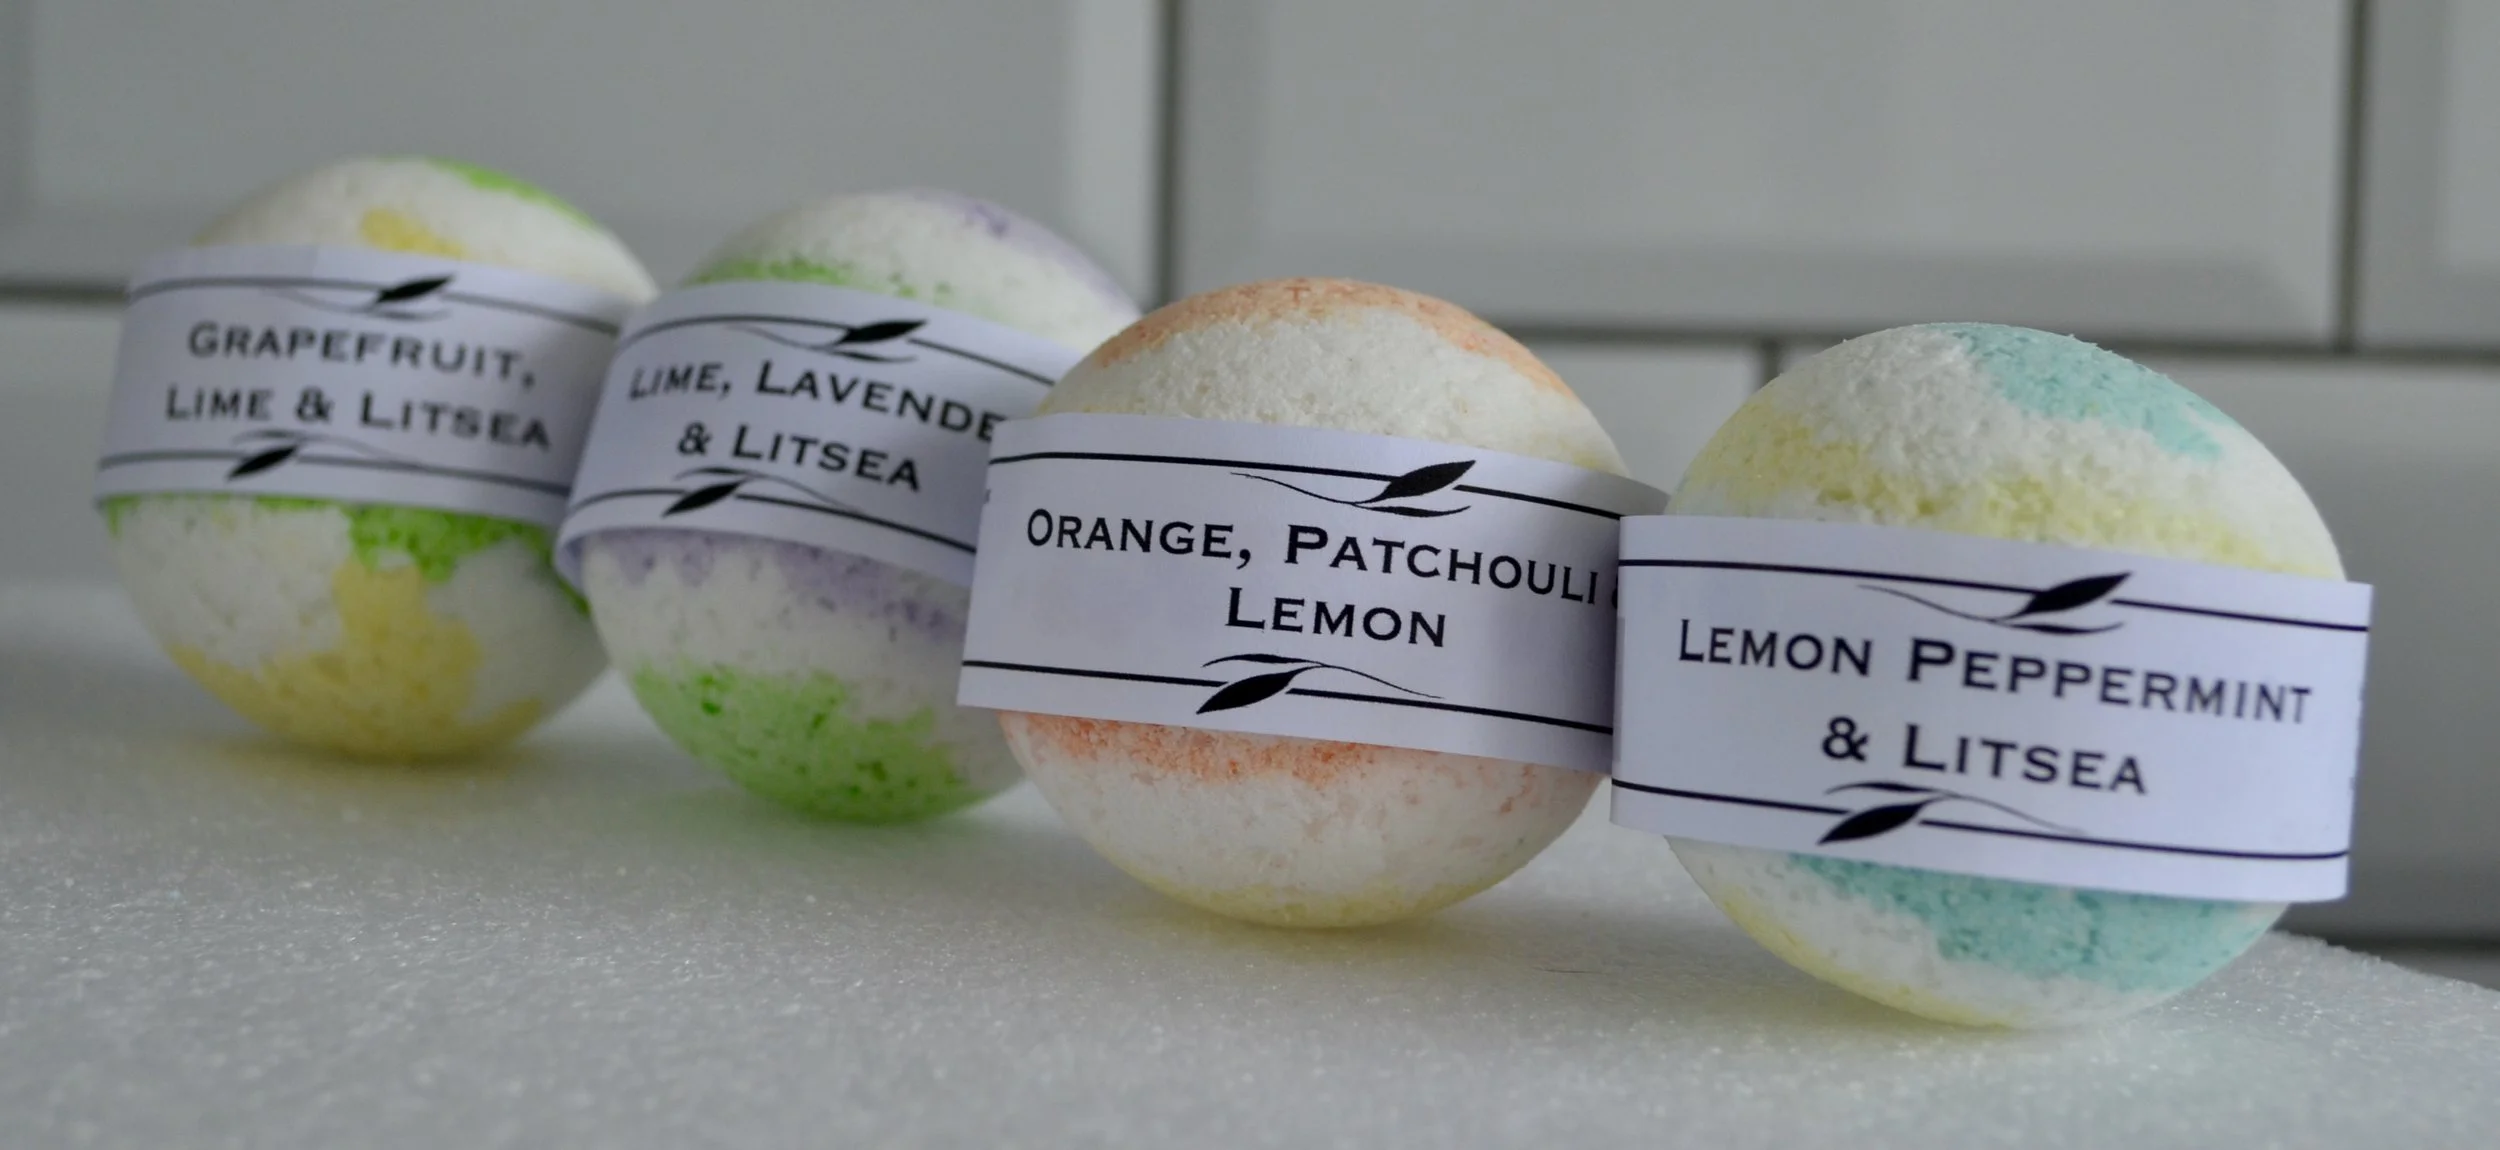 GRAPEFRUIT,
LIME & LITSEA
LIME, LAVENDE
& LITSEA
ORANGE, PATCHOULI &
LEMON
LEMON PEPPERMINT
& LITSEA